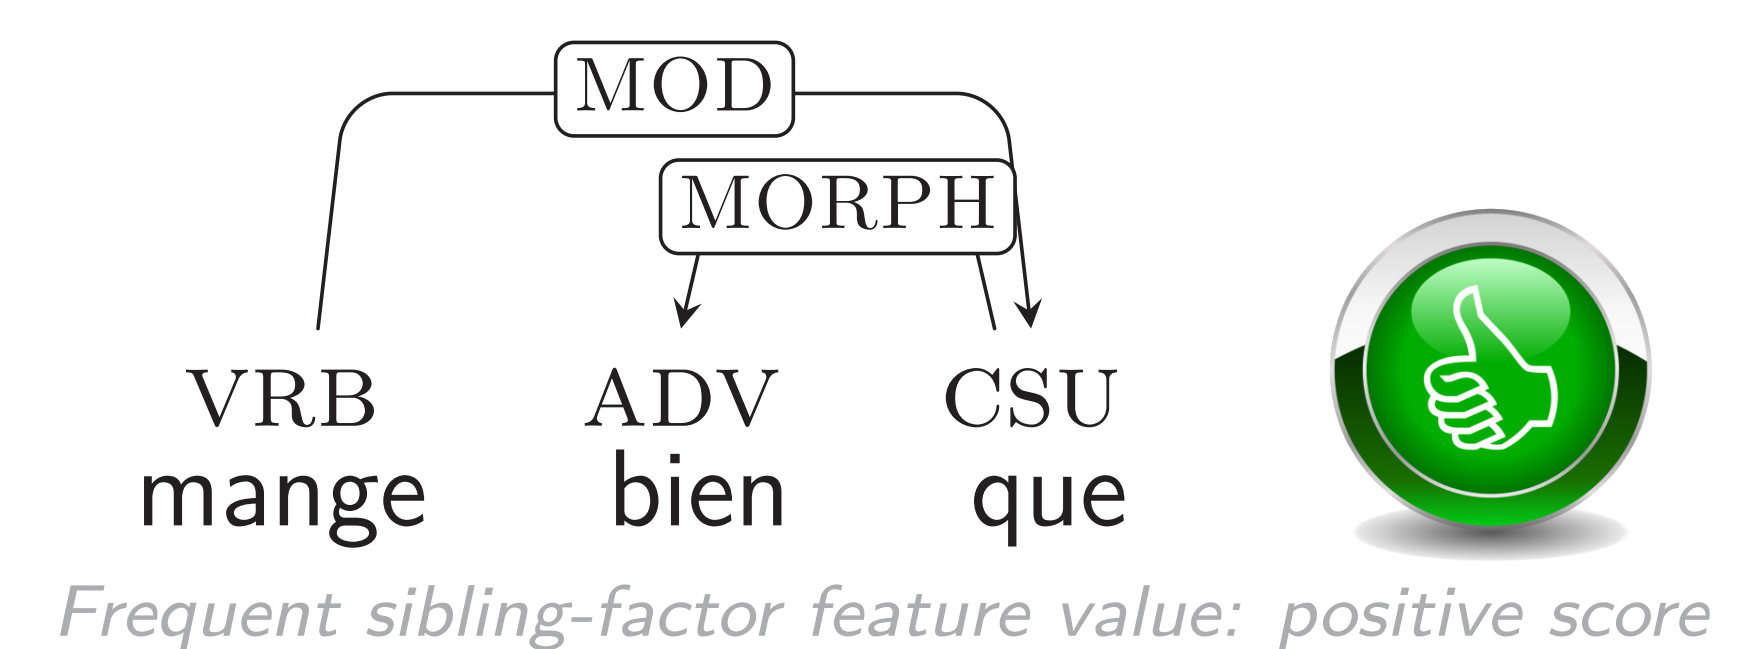 MOD
MORPH
VRB ADV CSU
mange bien que
Frequent sibling-factor feature value: positive score